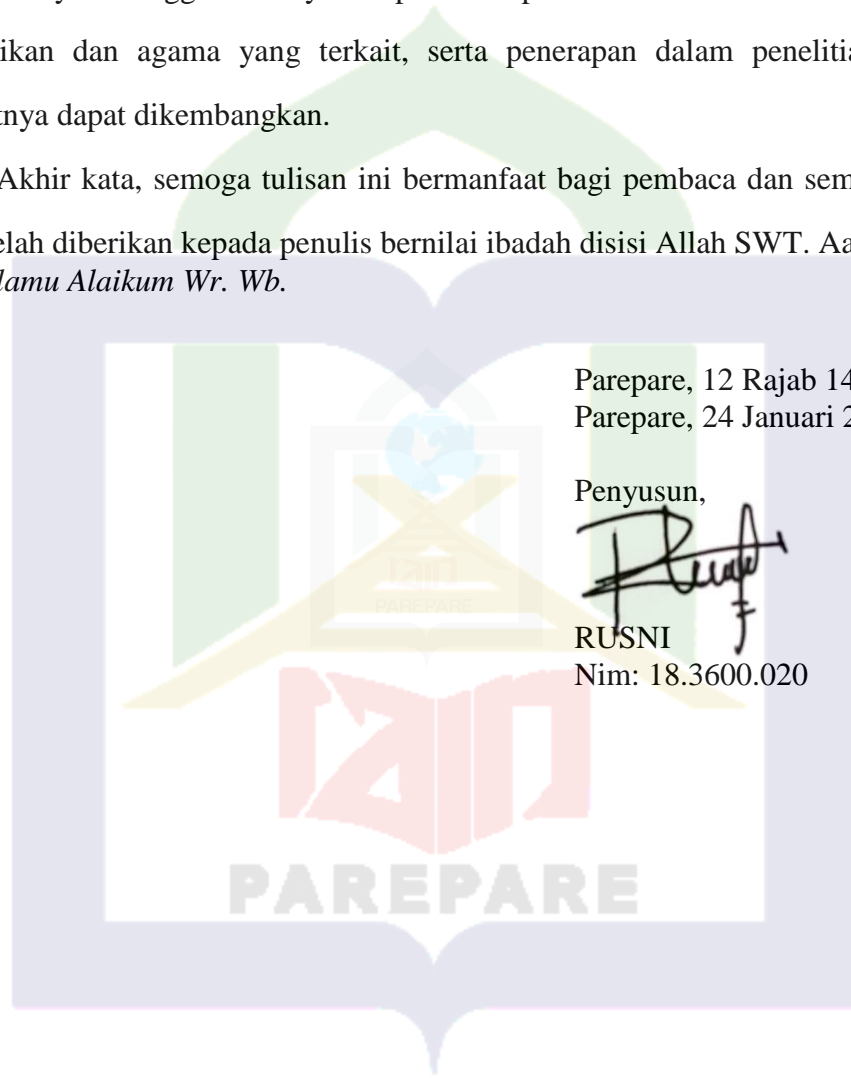 ikan dan agama yang terkait, serta penerapan dalam peneliti
tnya dapat dikembangkan.
Akhir kata, semoga tulisan ini bermanfaat bagi pembaca dan sem
elah diberikan kepada penulis bernilai ibadah disisi Allah SWT. Aa
lamu Alaikum Wr. Wb.
Parepare, 12 Rajab 14
Parepare, 24 Januari 2
Penyusun,
RUSNI
Nim: 18.3600.020
PAREPARE
PAREPARE